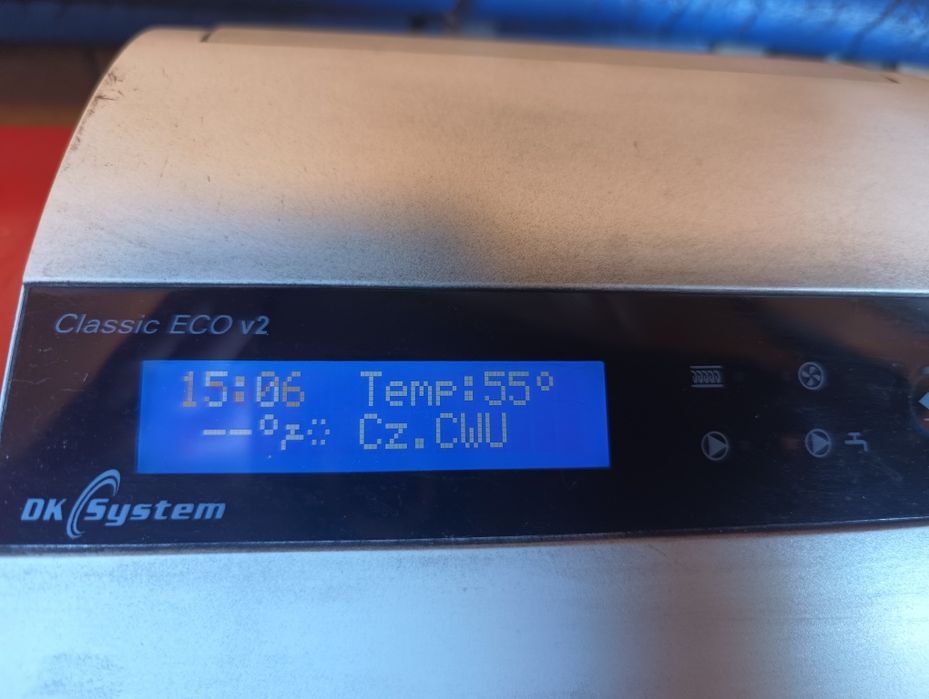 Classic ECO v2
15:06 Temp:55°
--° Cz.CWU
DK System